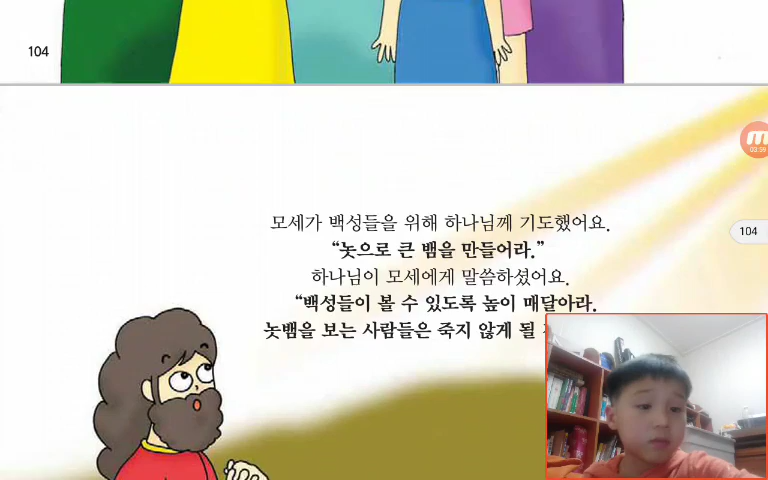 104
모세가 백성들을 위해 하나님께 기도했어요.
“놋으로 큰 뱀을 만들어라.”
하나님이 모세에게 말씀하셨어요.
“백성들이 볼 수 있도록 높이 매달아라.
놋뱀을 보는 사람들은 죽지 않게 될
m
00:59
104